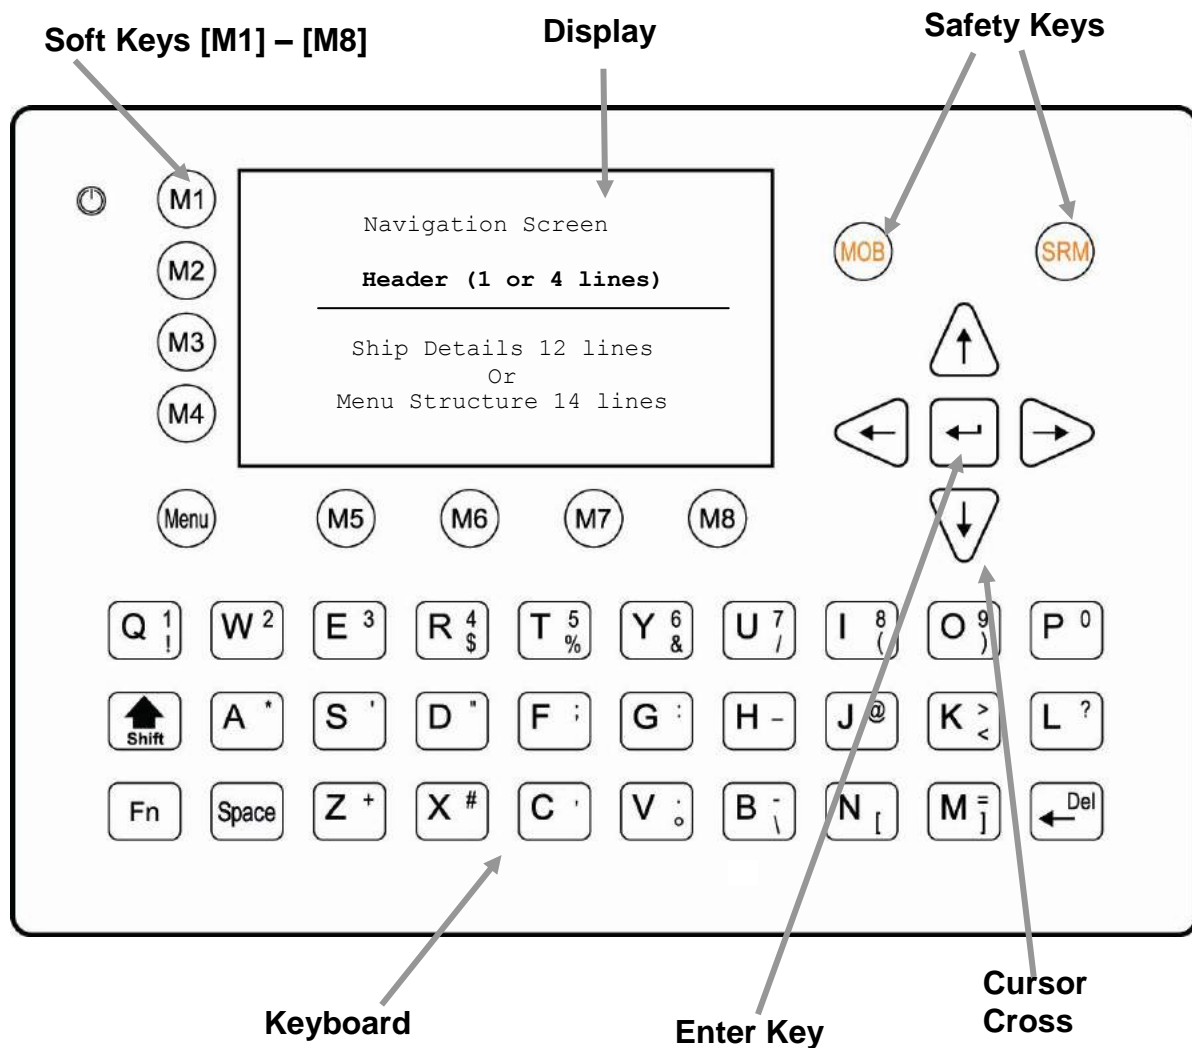 Soft Keys [M1] – [M8]
Display
Safety Keys
M1
M2
M3
M4
Navigation Screen
Header (1 or 4 lines)
Ship Details 12 lines
Or
Menu Structure 14 lines
MOB
SRM
Menu
M5
M6
M7
M8
Q 1 !
W 2
E 3
R 4 $
T 5 %
Y 6 &
U 7 /
I 8 (
O 9 )
P 0
Shift
A *
S '
D "
F ;
G :
H –
J @
K > <
L ?
Fn
Space
Z +
X #
C ,
V . o
B - \
N [
M = ]
Del
Keyboard
Enter Key
Cursor
Cross